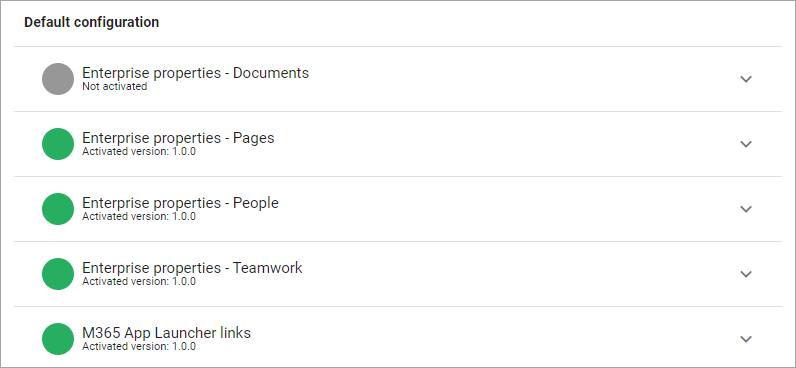 Default configuration
Enterprise properties - Documents
Not activated
Enterprise properties - Pages
Activated version: 1.0.0
Enterprise properties - People
Activated version: 1.0.0
Enterprise properties - Teamwork
Activated version: 1.0.0
M365 App Launcher links
Activated version: 1.0.0